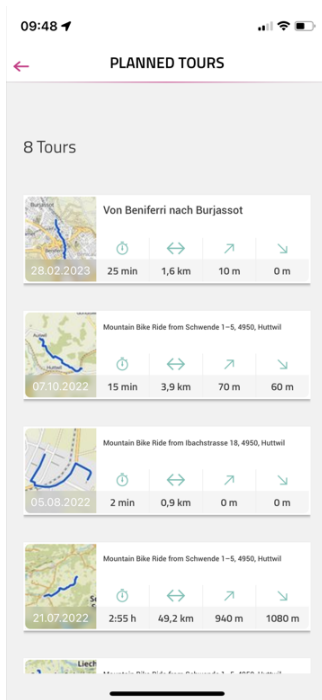 09:48
PLANNED TOURS
8 Tours
Burjassot
Von Beniferri nach Burjassot
28.02.2023
25 min
1,6 km
10 m
0 m
Mountain Bike Ride from Schwende 1-5, 4950, Huttwil
Huttwil
07.10.2022
15 min
3,9 km
70 m
60 m
Mountain Bike Ride from Ibachstrasse 18, 4950, Huttwil
05.08.2022
2 min
0,9 km
0 m
0 m
Mountain Bike Ride from Schwende 1-5, 4950, Huttwil
21.07.2022
2:55 h
49,2 km
940 m
1080 m
Liech